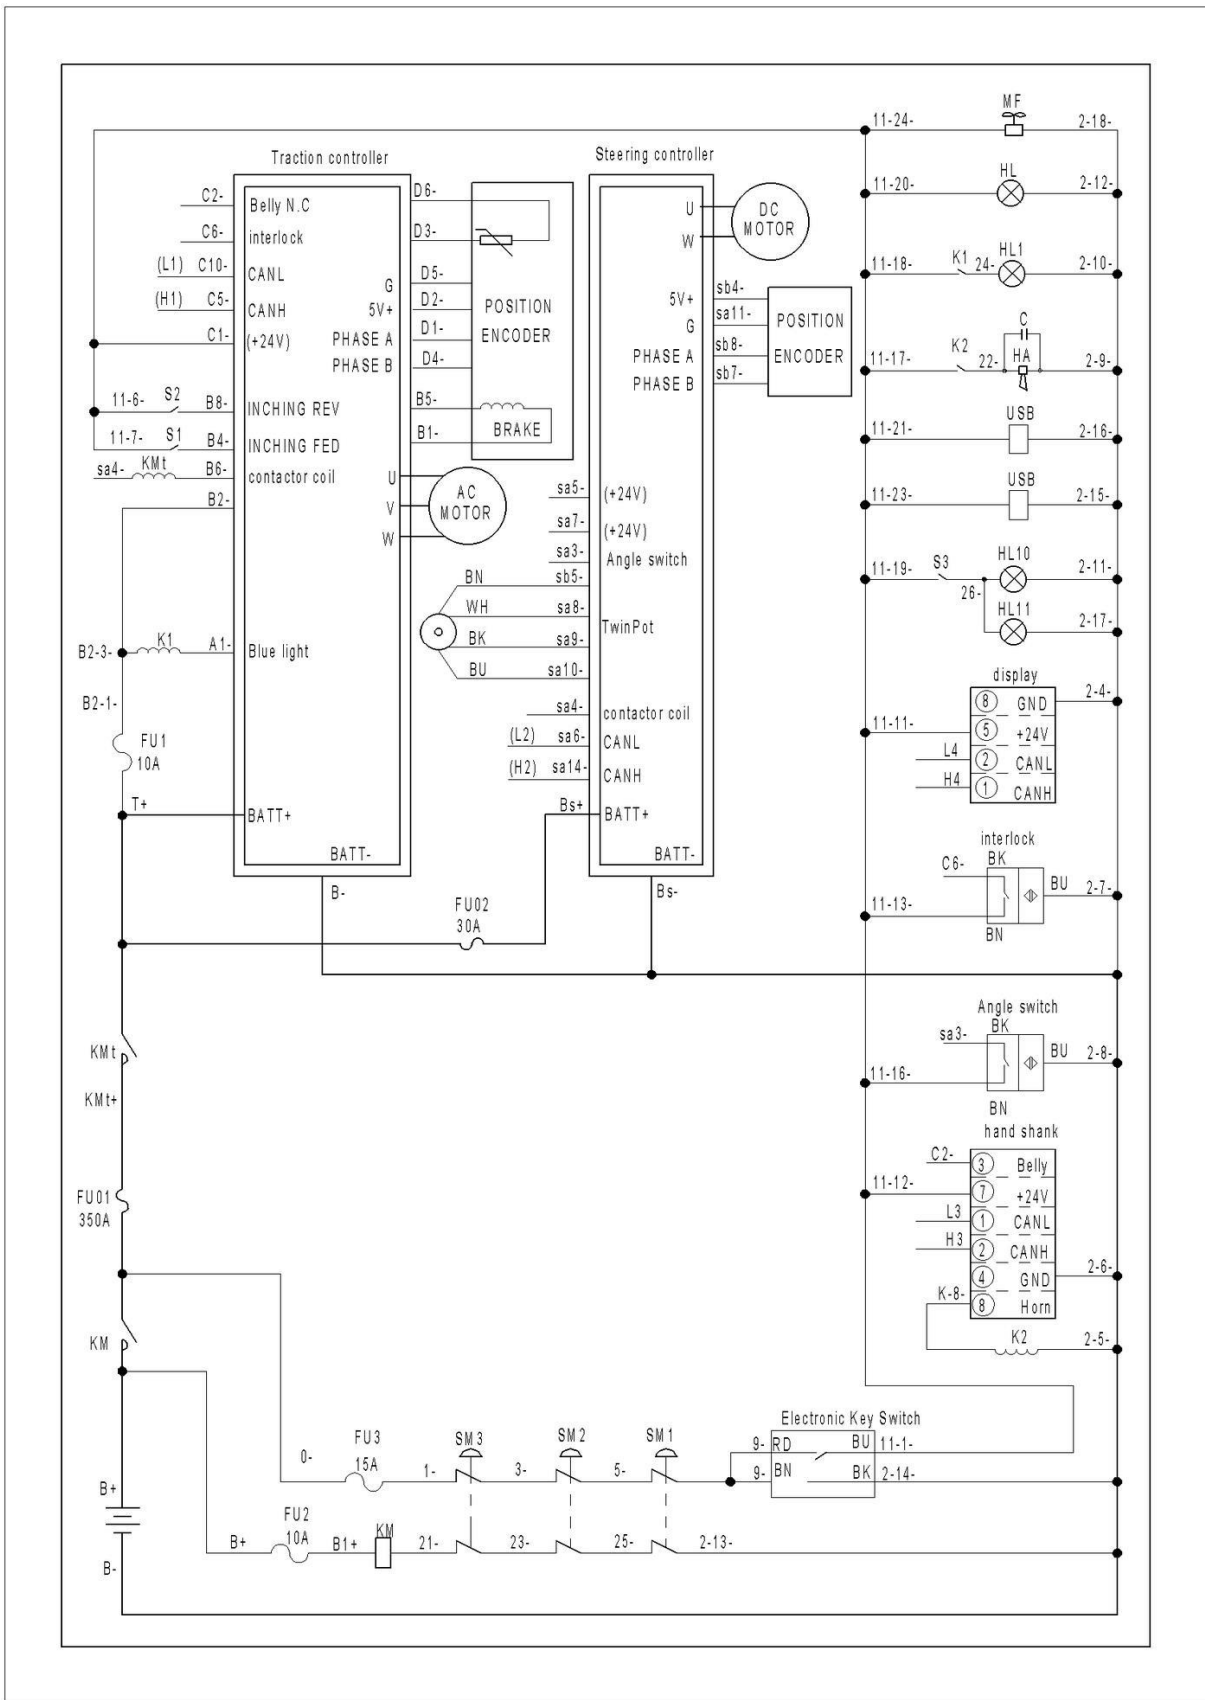 MF
11-24-
2-18-
Traction controller
Steering controller
HL
11-20-
2-12-
C2-
Belly N.C
C6-
interlock
(L1) C10-
CANL
(H1) C5-
CANH
C1-
(+24V)
11-6- S2 B8-
INCHING REV
11-7- S1 B4-
INCHING FED
sa4- KMt B6-
contactor coil
B2-
B2-3- K1 A1-
Blue light
B2-1-
FU1
10A
T+
BATT+
BATT-
B-
G
5V+
PHASE A
PHASE B
U
V
W
D6-
D3-
D5-
D2-
D1-
D4-
B5-
B1-
POSITION
ENCODER
BRAKE
AC
MOTOR
U
W
DC
MOTOR
5V+
G
PHASE A
PHASE B
sb4-
sa11-
sb8-
sb7-
POSITION
ENCODER
sa5-
(+24V)
sa7-
(+24V)
sa3-
Angle switch
BN sb5-
WH sa8-
TwinPot
BK sa9-
BU sa10-
sa4-
contactor coil
(L2) sa6-
CANL
(H2) sa14-
CANH
Bs+
BATT+
BATT-
Bs-
FU02
30A
11-18- K1 24- HL1 2-10-
C
11-17- K2 22- HA 2-9-
USB
11-21- 2-16-
USB
11-23- 2-15-
11-19- S3 HL10 2-11-
26- HL11 2-17-
display
8 GND 2-4-
11-11- 5 +24V
L4 2 CANL
H4 1 CANH
interlock
C6- BK
BU 2-7-
11-13-
BN
Angle switch
sa3- BK
BU 2-8-
11-16-
BN
hand shank
C2- 3 Belly
11-12- 7 +24V
L3 1 CANL
H3 2 CANH
4 GND 2-6-
K-8- 8 Horn
K2 2-5-
KMt
KMt+
FU01
350A
KM
Electronic Key Switch
9- RD BU 11-1-
9- BN BK 2-14-
0- FU3
15A
1- SM3 3- SM2 5- SM1
B+
B-
B+ FU2
10A
B1+ KM 21- 23- 25- 2-13-